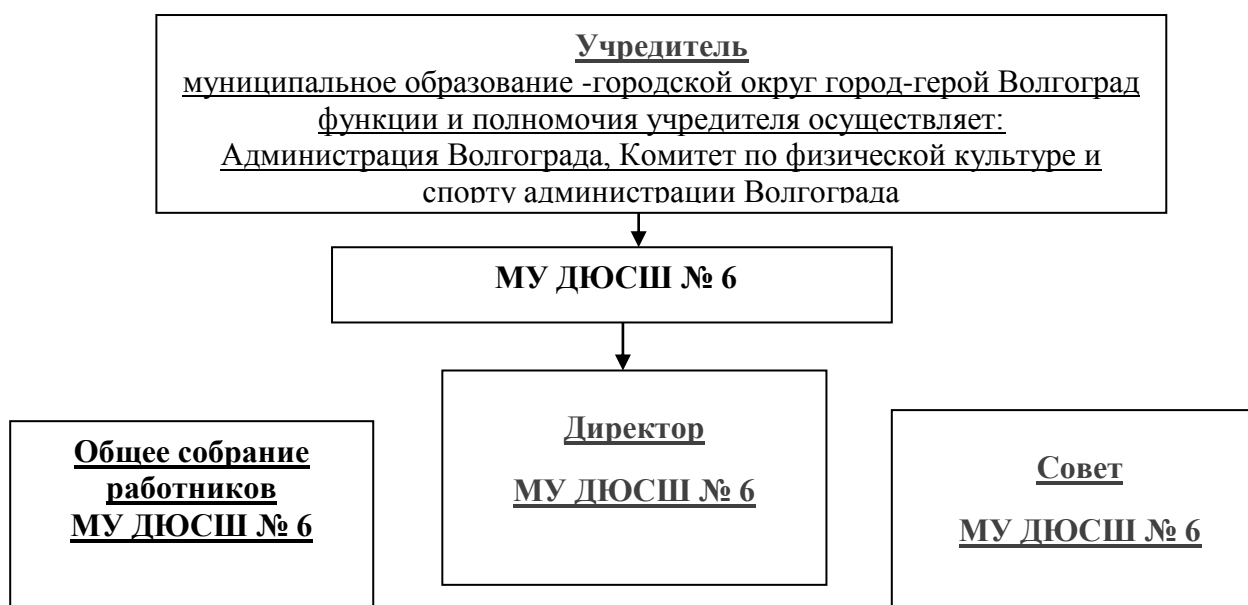 Учредитель
муниципальное образование -городской округ город-герой Волгоград
функции и полномочия учредителя осуществляет:
Администрация Волгограда, Комитет по физической культуре и
спорту администрации Волгограда
МУ ДЮСШ № 6
Общее собрание
работников
МУ ДЮСШ № 6
Директор
МУ ДЮСШ № 6
Совет
МУ ДЮСШ № 6